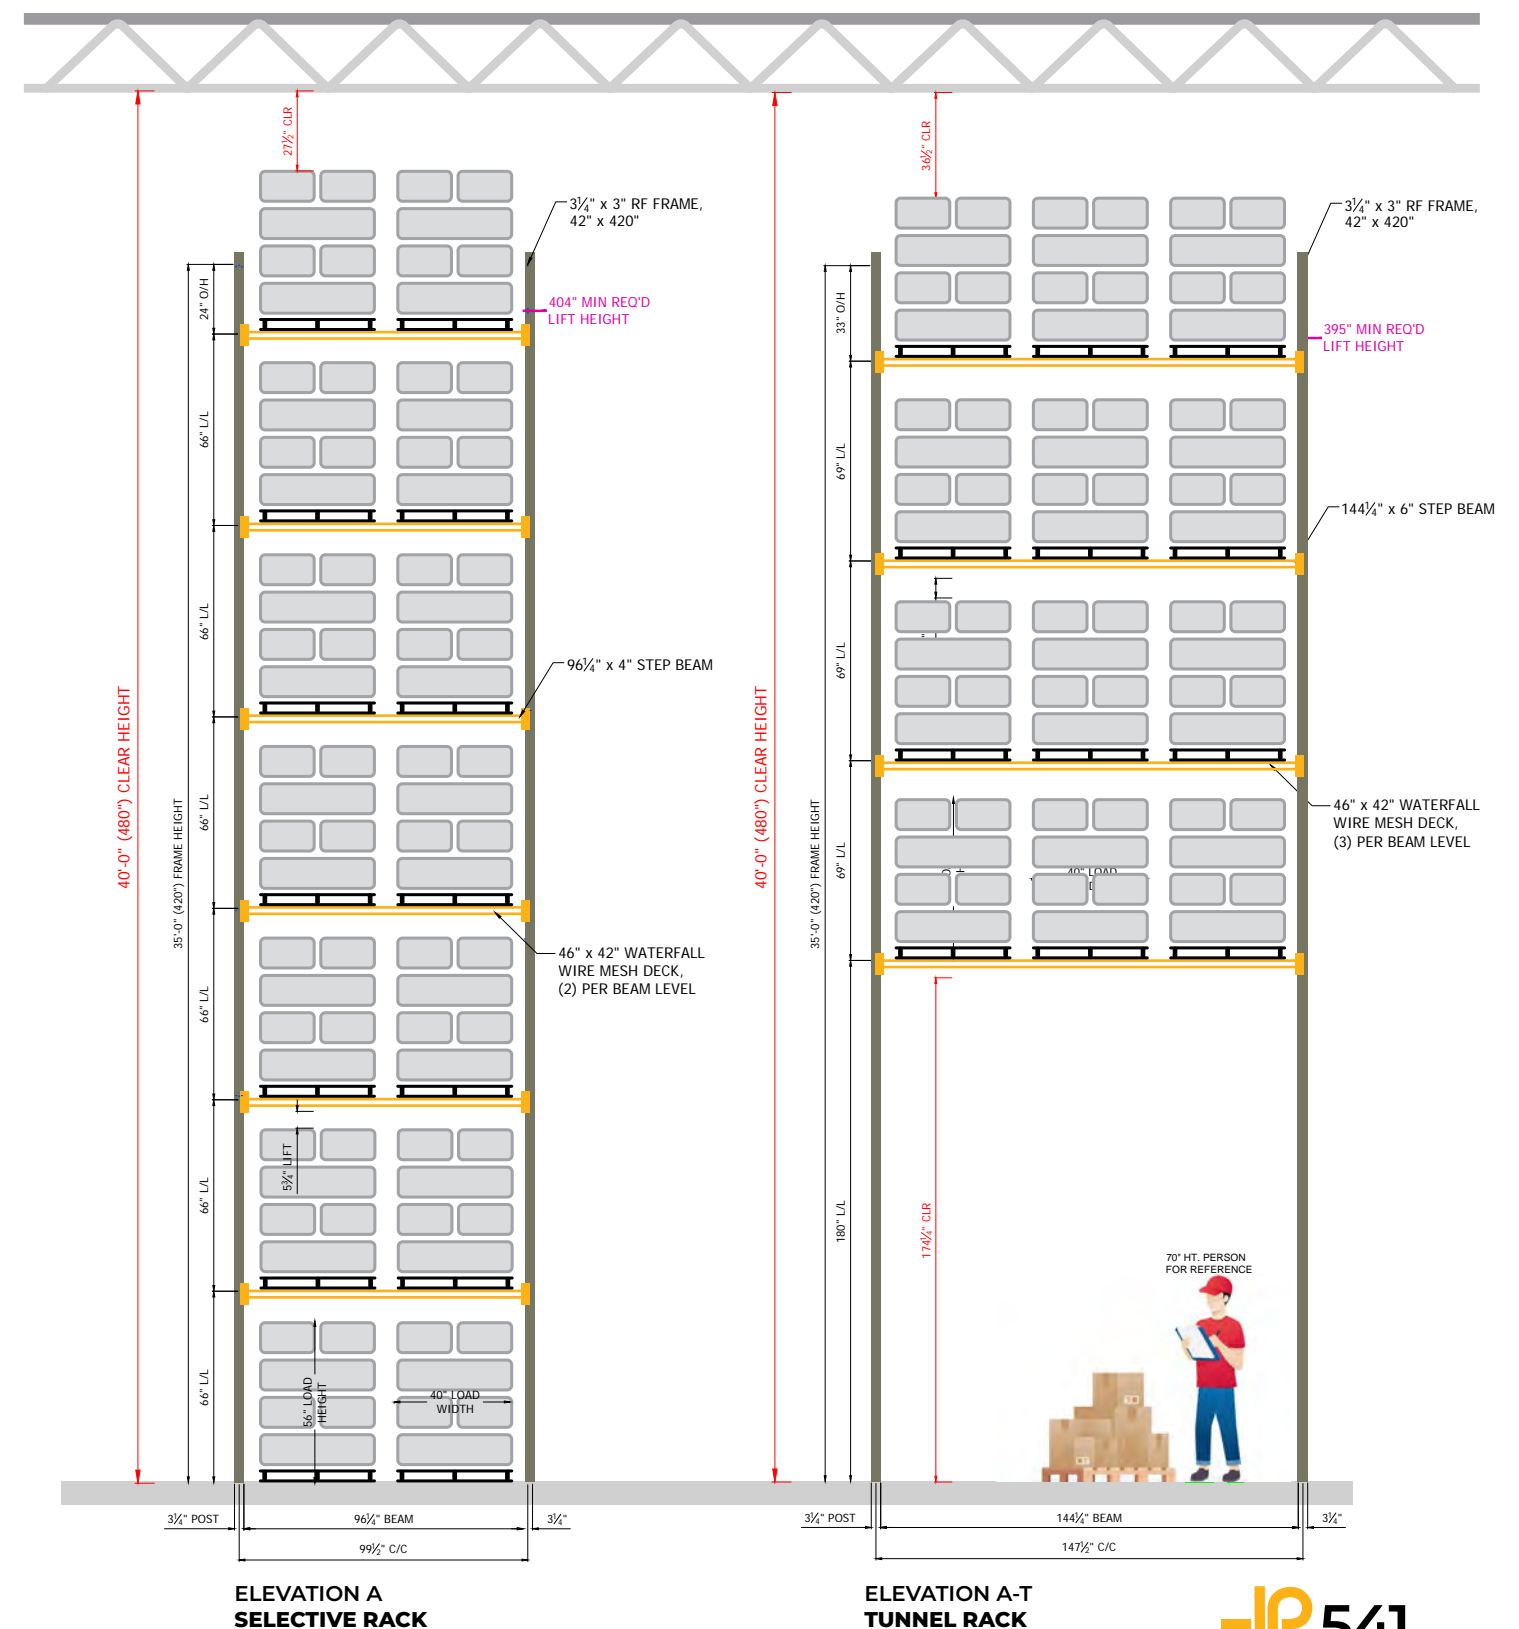 27½" CLR
36½" CLR
3¼" x 3" RF FRAME,
42" x 420"
3¼" x 3" RF FRAME,
42" x 420"
24" O/H
33" O/H
404" MIN REQ'D
LIFT HEIGHT
395" MIN REQ'D
LIFT HEIGHT
66" L/L
69" L/L
144¼" x 6" STEP BEAM
66" L/L
69" L/L
96¼" x 4" STEP BEAM
40'-0" (480") CLEAR HEIGHT
40'-0" (480") CLEAR HEIGHT
66" L/L
69" L/L
35'-0" (420") FRAME HEIGHT
35'-0" (420") FRAME HEIGHT
46" x 42" WATERFALL
WIRE MESH DECK,
(3) PER BEAM LEVEL
40" LOAD
46" x 42" WATERFALL
WIRE MESH DECK,
(2) PER BEAM LEVEL
66" L/L
5¾" LIFT
66" L/L
180" L/L
174¼" CLR
70" HT. PERSON
FOR REFERENCE
66" L/L
56" LOAD
HEIGHT
40" LOAD
WIDTH
3¼" POST
96¼" BEAM
3¼"
3¼" POST
144¼" BEAM
3¼"
99½" C/C
147½" C/C
ELEVATION A
SELECTIVE RACK
ELEVATION A-T
TUNNEL RACK
541